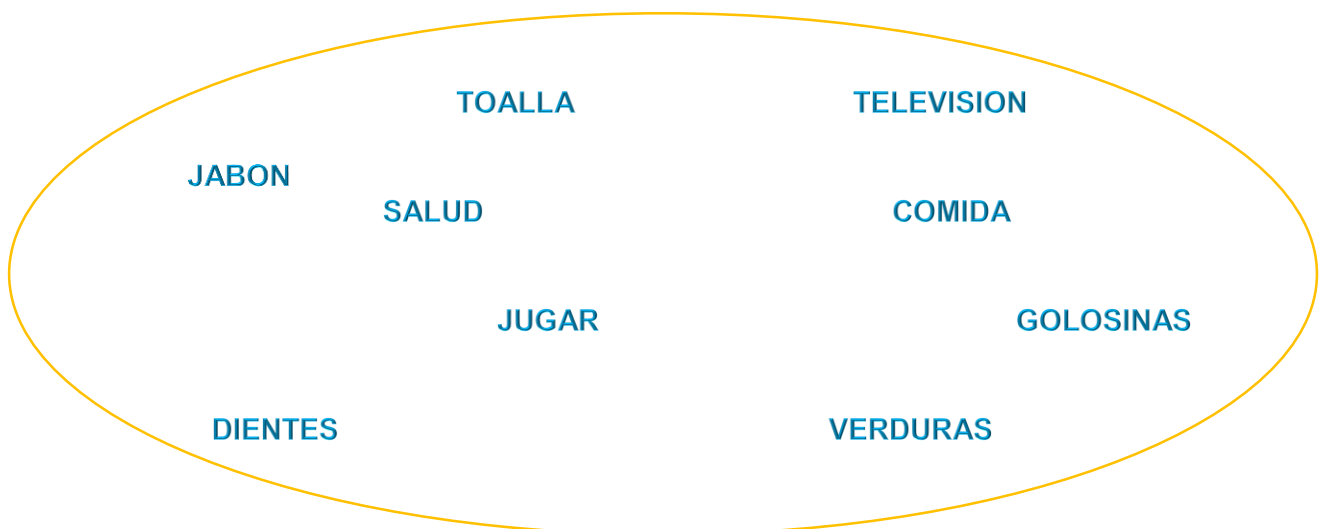 TOALLA TELEVISION
JABON
SALUD COMIDA
JUGAR GOLOSINAS
DIENTES VERDURAS